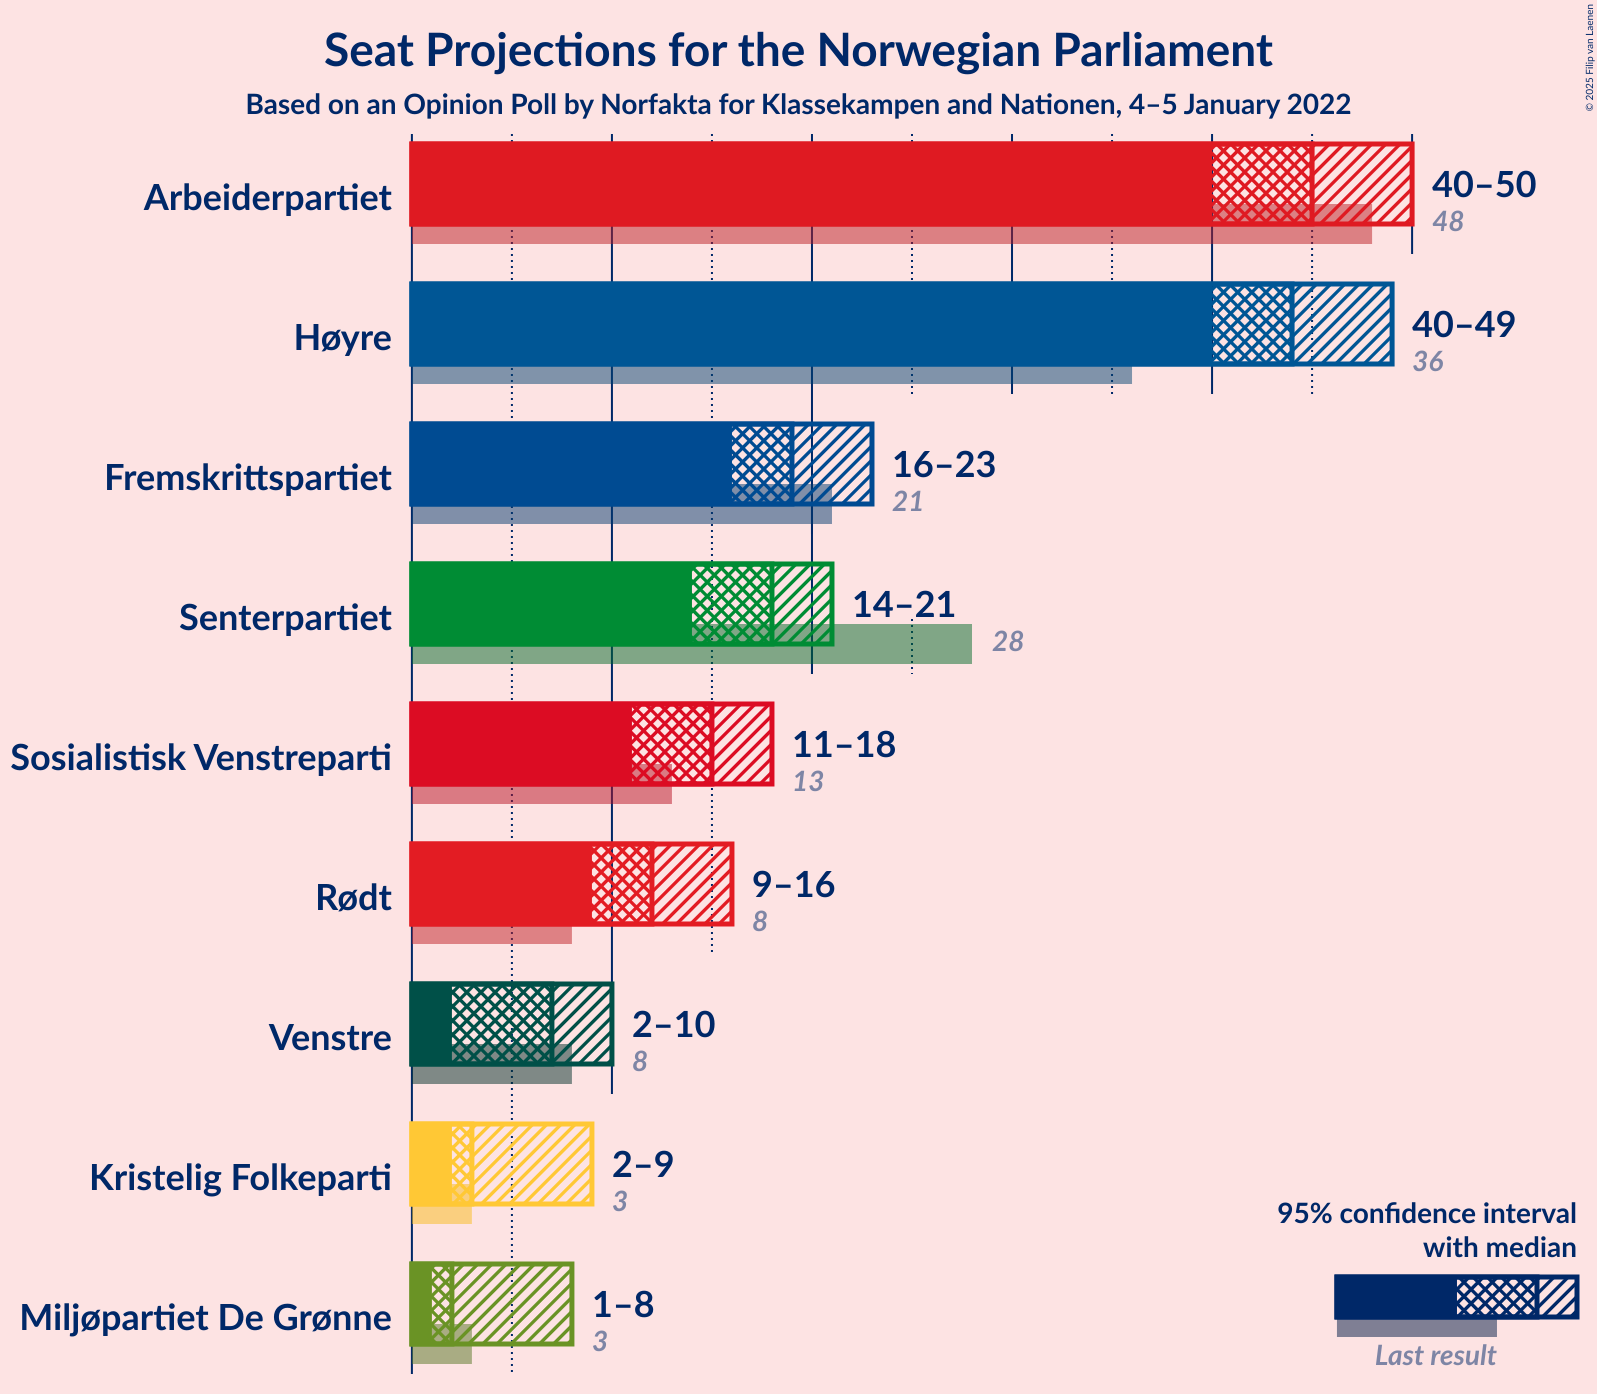 Seat Projections for the Norwegian Parliament
Based on an Opinion Poll by Norfakta for Klassekampen and Nationen, 4–5 January 2022
© 2025 Filip van Laenen
Arbeiderpartiet
40–50
48
Høyre
40–49
36
Fremskrittspartiet
16–23
21
Senterpartiet
14–21
28
Sosialistisk Venstreparti
11–18
13
Rødt
9–16
8
Venstre
2–10
8
Kristelig Folkeparti
2–9
3
Miljøpartiet De Grønne
1–8
3
95% confidence interval
with median
Last result